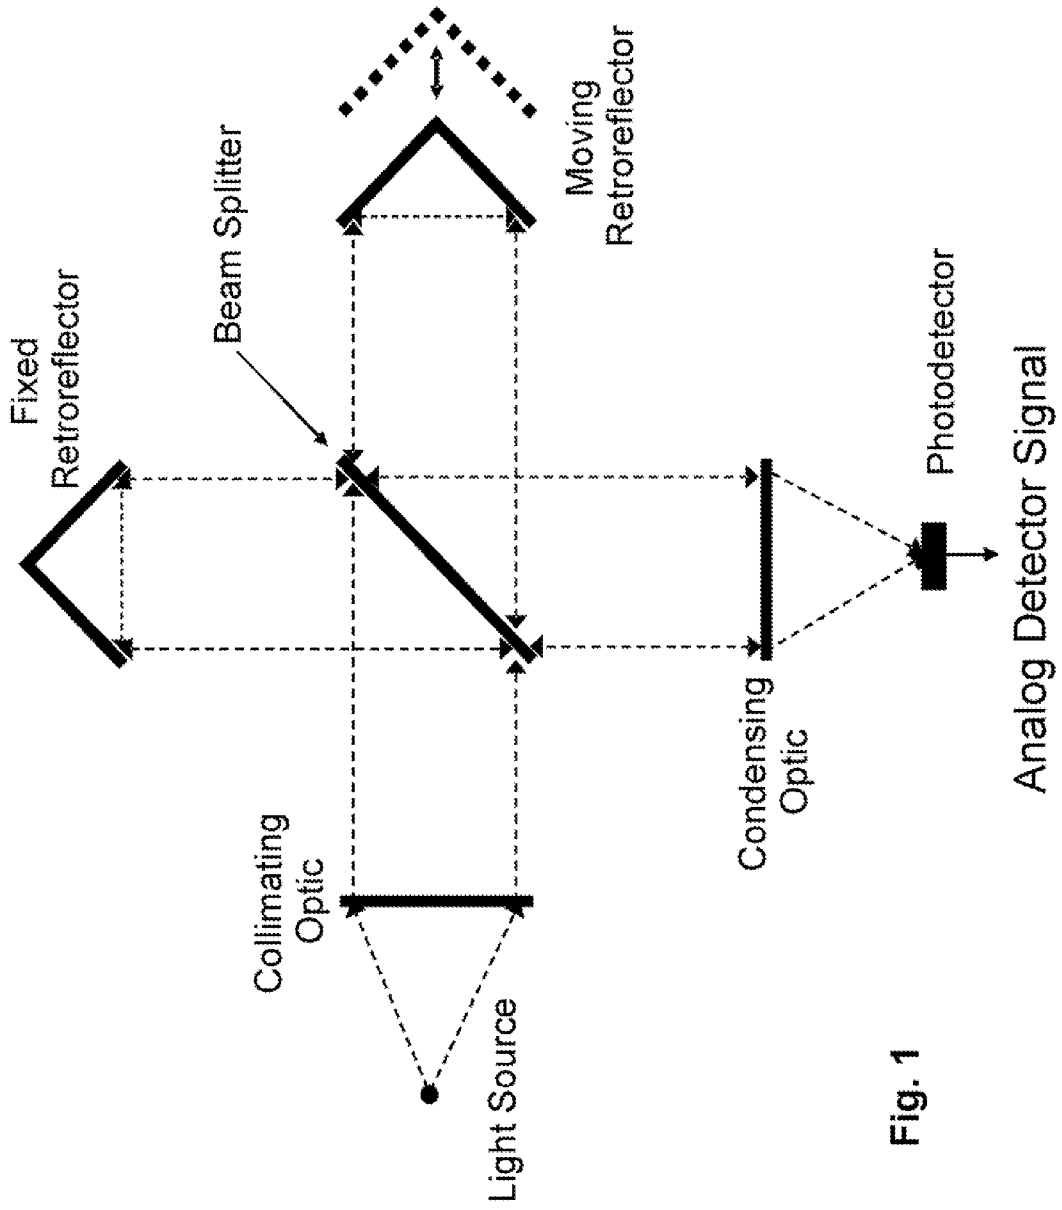 Fixed
Retroreflector
Beam Splitter
Moving
Retroreflector
Collimating
Optic
Light Source
Condensing
Optic
Photodetector
Analog Detector Signal
Fig. 1